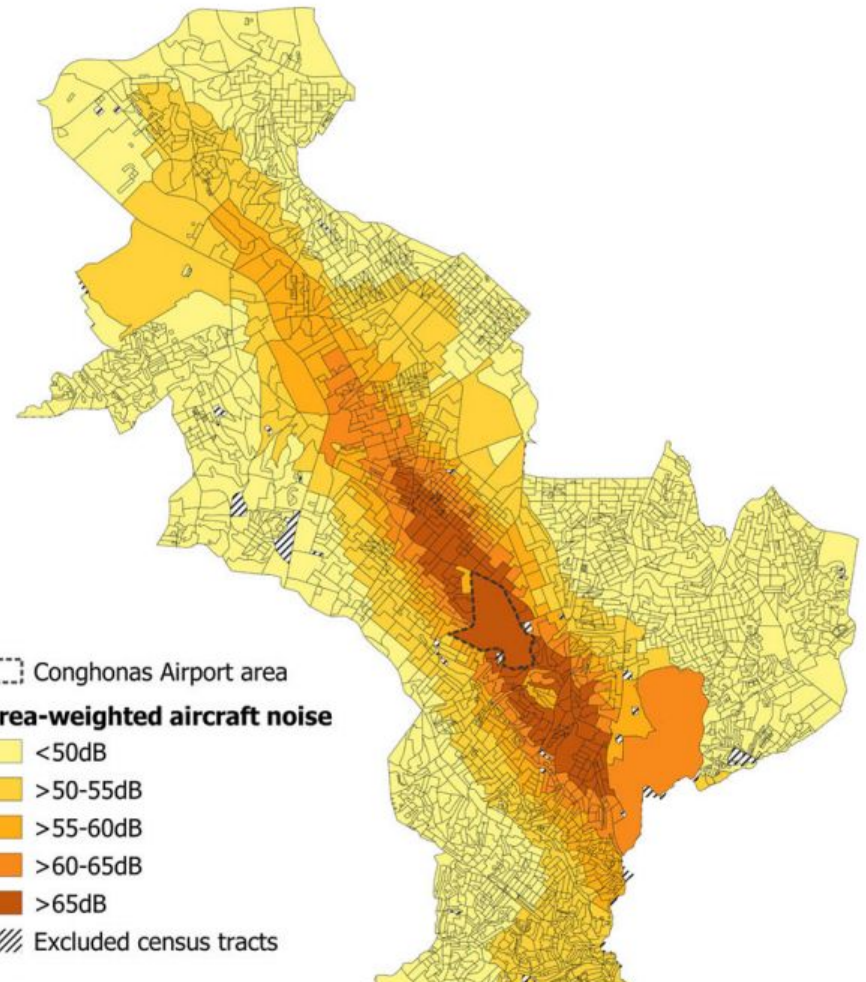 Conghonas Airport area
rea-weighted aircraft noise
<50dB
>50-55dB
>55-60dB
>60-65dB
>65dB
Excluded census tracts